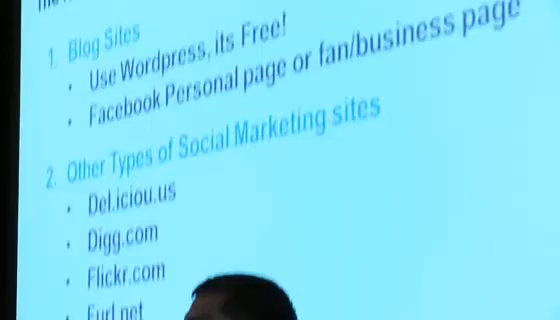 1. Blog Sites
• Use Wordpress, its Free!
• Facebook Personal page or fan/business page
2. Other Types of Social Marketing sites
• Del.iciou.us
• Digg.com
• Flickr.com
• Furl.net